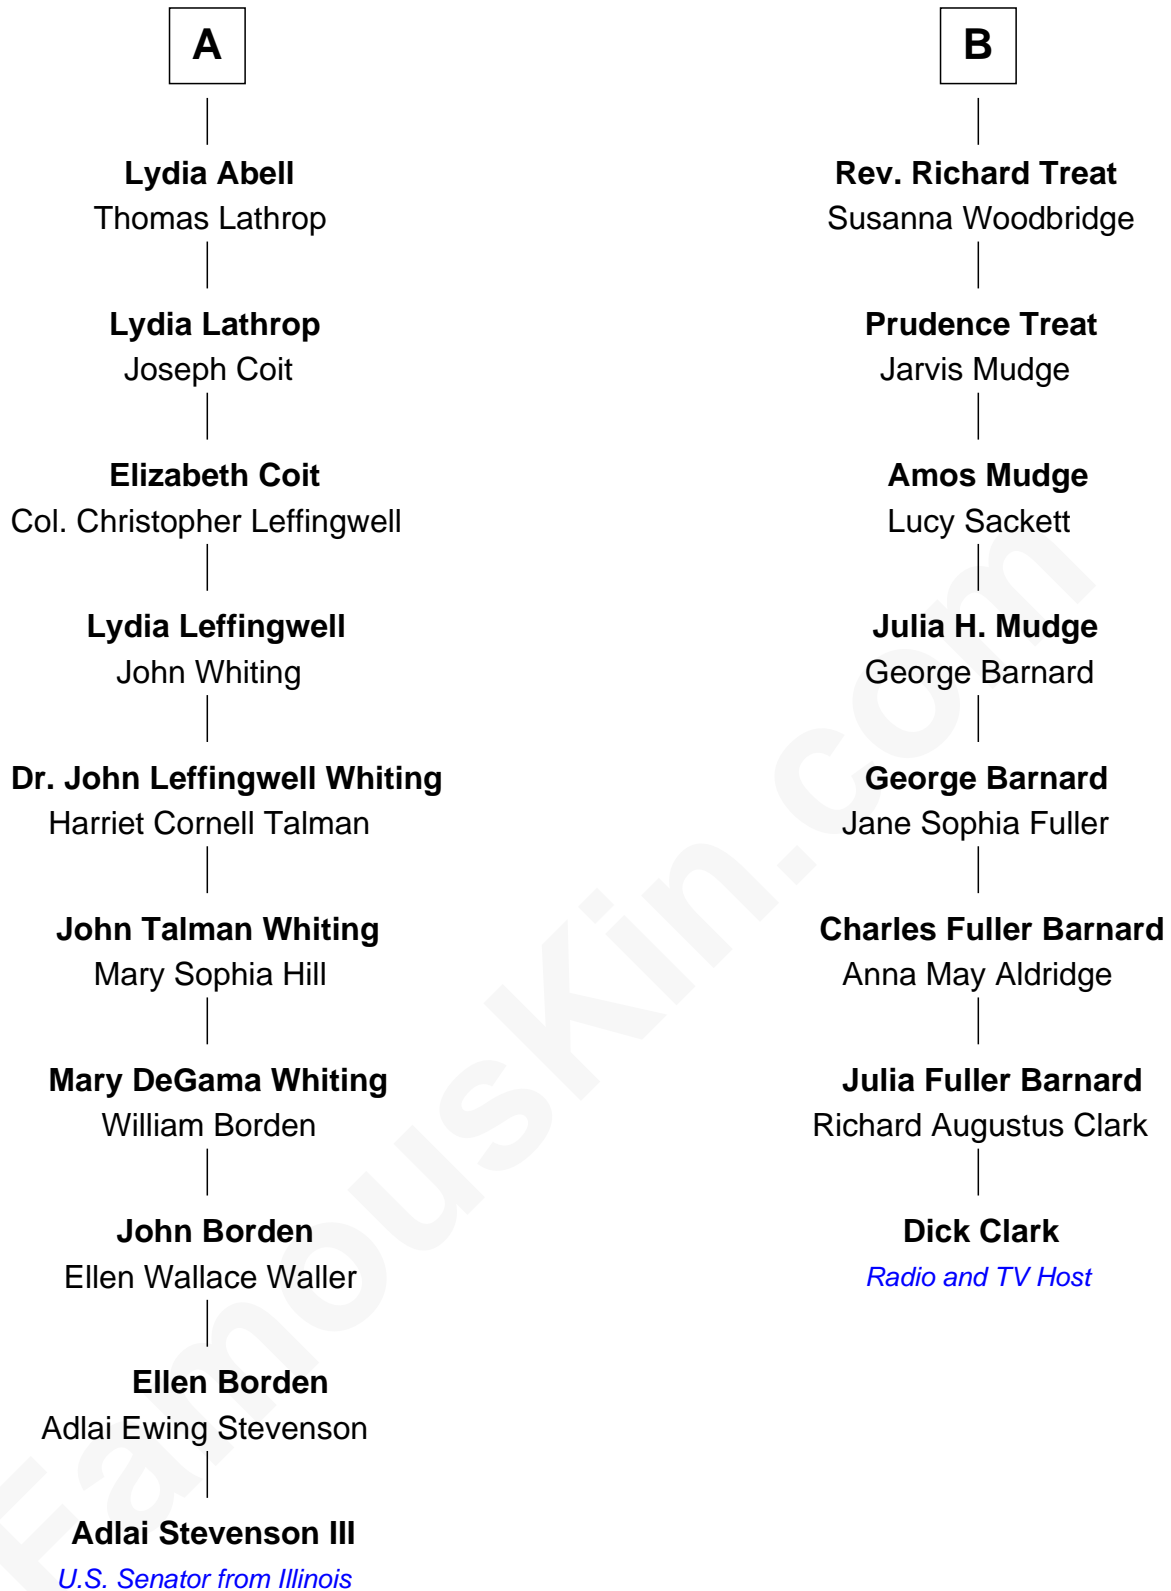 A
Lydia Abell
Thomas Lathrop
Lydia Lathrop
Joseph Coit
Elizabeth Coit
Col. Christopher Leffingwell
Lydia Leffingwell
John Whiting
Dr. John Leffingwell Whiting
Harriet Cornell Talman
John Talman Whiting
Mary Sophia Hill
Mary DeGama Whiting
William Borden
John Borden
Ellen Wallace Waller
Ellen Borden
Adlai Ewing Stevenson
Adlai Stevenson III
U.S. Senator from Illinois
B
Rev. Richard Treat
Susanna Woodbridge
Prudence Treat
Jarvis Mudge
Amos Mudge
Lucy Sackett
Julia H. Mudge
George Barnard
George Barnard
Jane Sophia Fuller
Charles Fuller Barnard
Anna May Aldridge
Julia Fuller Barnard
Richard Augustus Clark
Dick Clark
Radio and TV Host
FamousKin.com